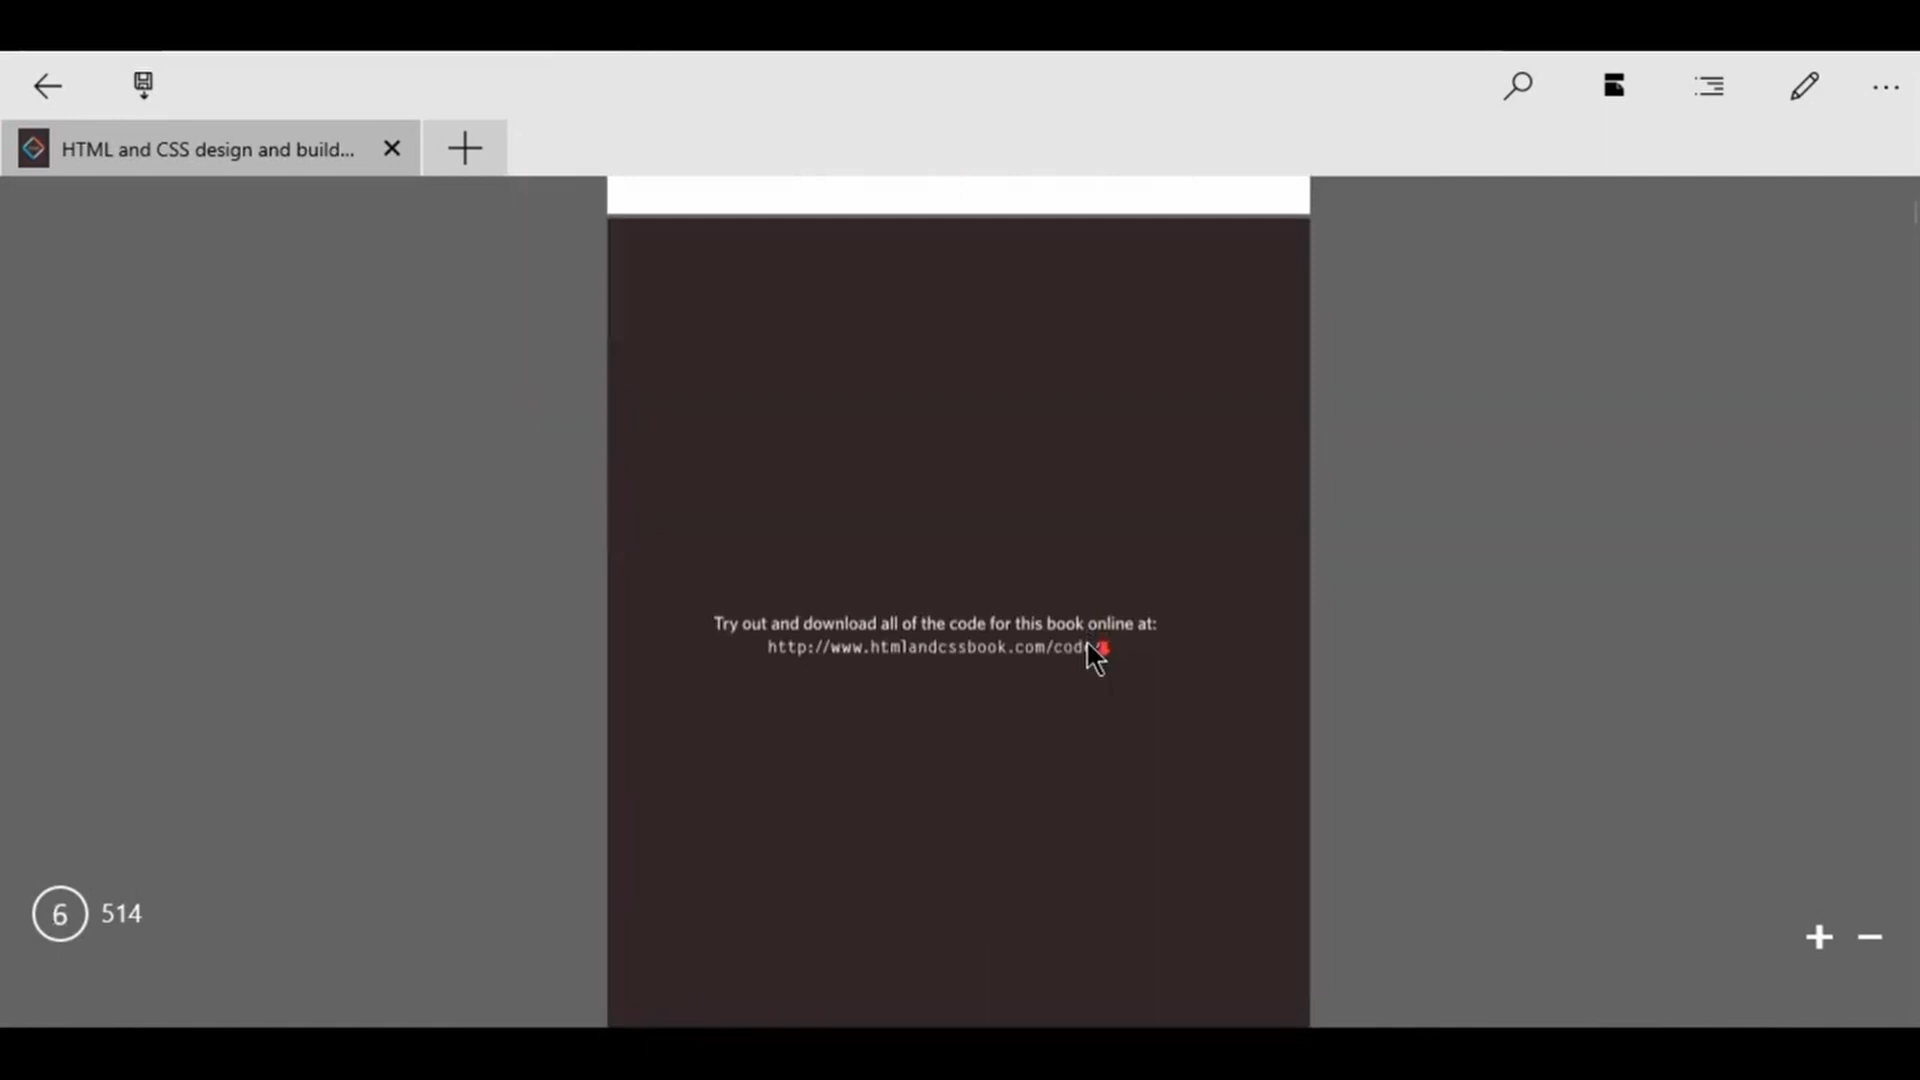 HTML and CSS design and build...
Try out and download all of the code for this book online at:
http://www.htmlandcssbook.com/code
6 514